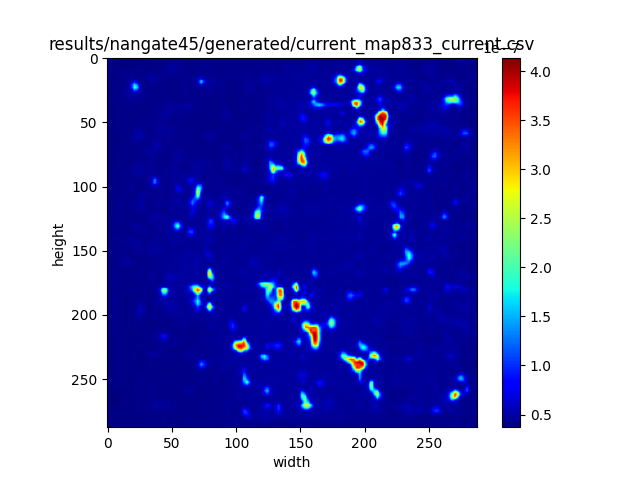 results/nangate45/generated/current_map833_current.csv
1e−7
0
50
100
150
200
250
height
0 50 100 150 200 250
width
4.0
3.5
3.0
2.5
2.0
1.5
1.0
0.5